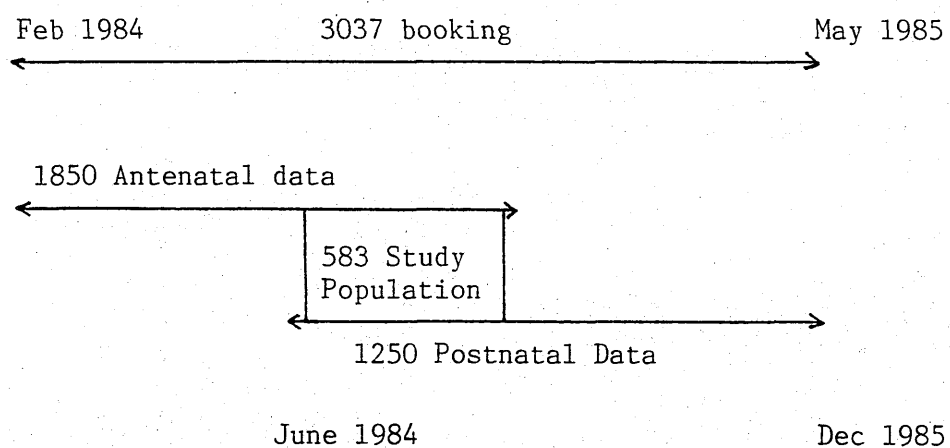 Feb 1984 3037 booking May 1985
1850 Antenatal data
583 Study
Population
1250 Postnatal Data
June 1984 Dec 1985